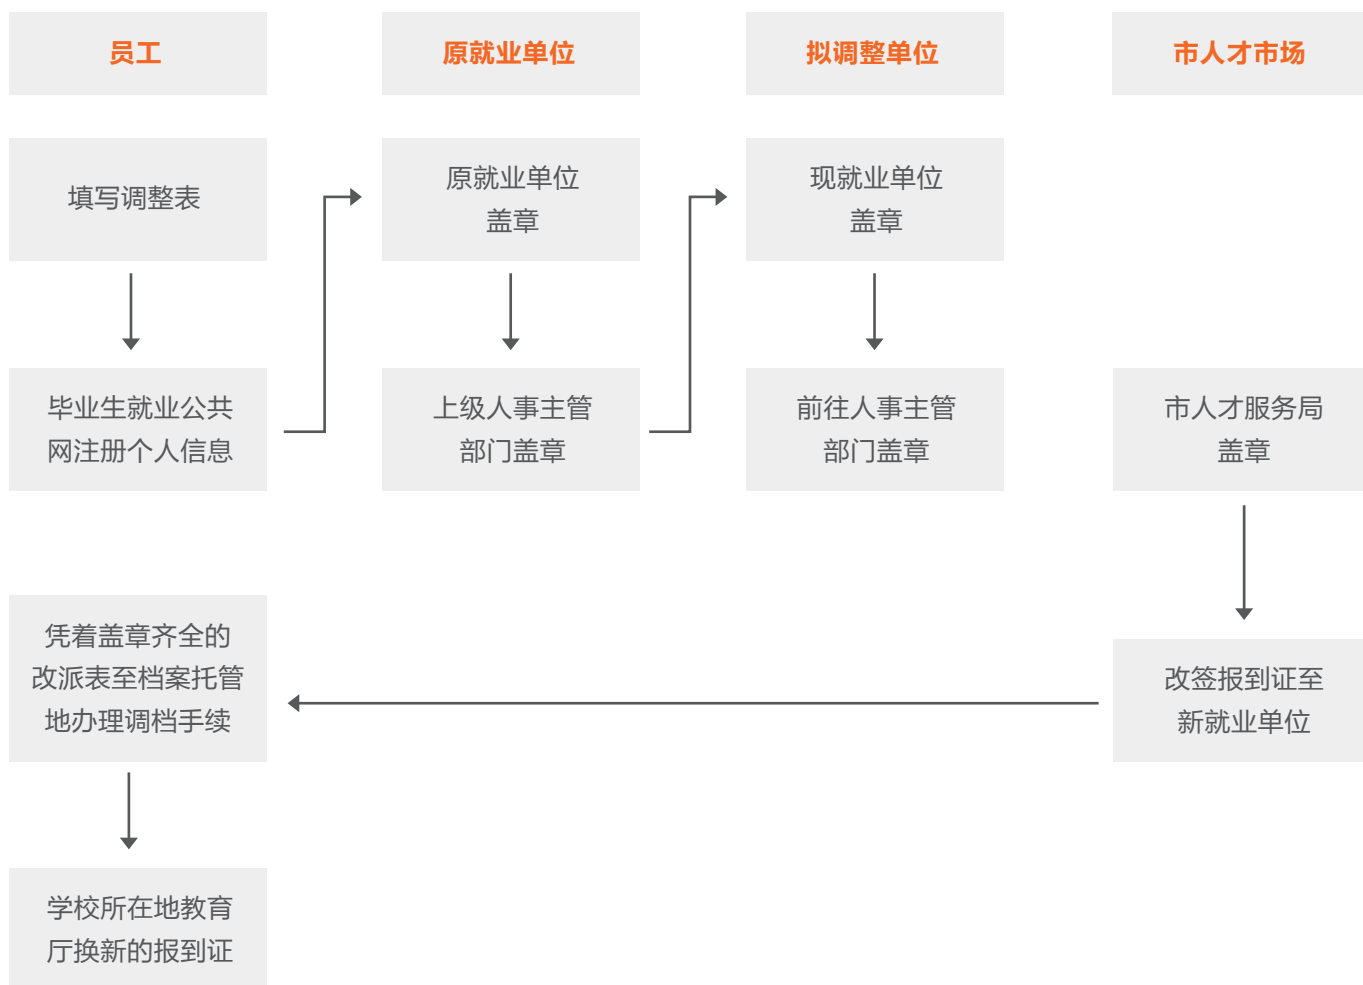 员工
原就业单位
拟调整单位
市人才市场
填写调整表
原就业单位
盖章
现就业单位
盖章
毕业生就业公共
网注册个人信息
上级人事主管
部门盖章
前往人事主管
部门盖章
市人才服务局
盖章
凭着盖章齐全的
改派表至档案托管
地办理调档手续
改签报到证至
新就业单位
学校所在地教育
厅换新的报到证